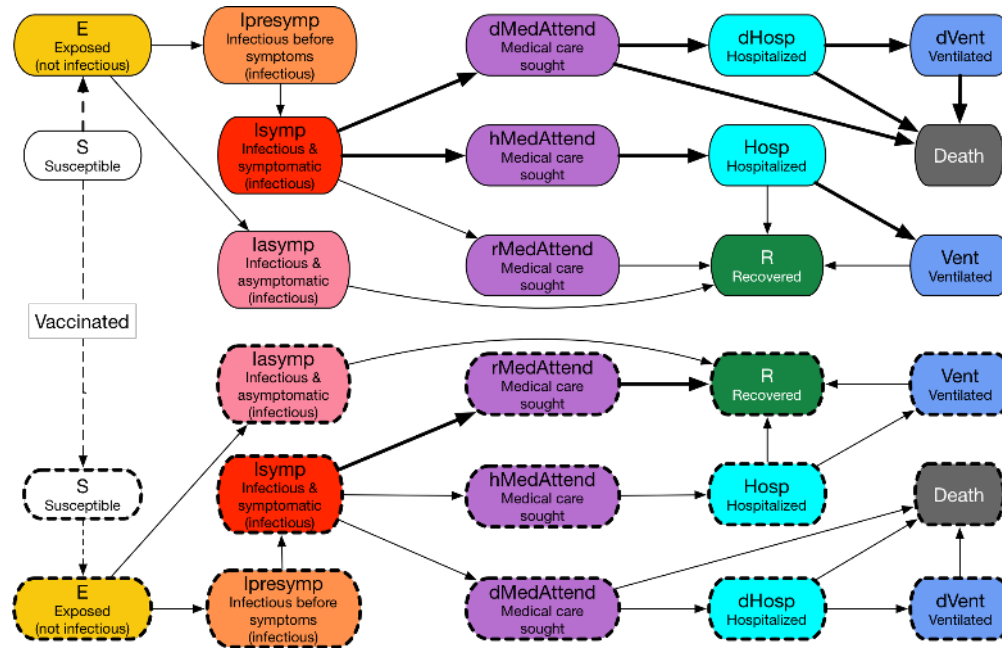 E
Exposed
(not infectious)
Ipresymp
Infectious before
symptoms
(infectious)
dMedAttend
Medical care
sought
dHosp
Hospitalized
dVent
Ventilated
S
Susceptible
Isymp
Infectious &
symptomatic
(infectious)
hMedAttend
Medical care
sought
Hosp
Hospitalized
Death
Iasymp
Infectious &
asymptomatic
(infectious)
rMedAttend
Medical care
sought
R
Recovered
Vent
Ventilated
Vaccinated
Iasymp
Infectious &
asymptomatic
(infectious)
rMedAttend
Medical care
sought
R
Recovered
Vent
Ventilated
S
Susceptible
Isymp
Infectious &
symptomatic
(infectious)
hMedAttend
Medical care
sought
Hosp
Hospitalized
Death
E
Exposed
(not infectious)
Ipresymp
Infectious before
symptoms
(infectious)
dMedAttend
Medical care
sought
dHosp
Hospitalized
dVent
Ventilated